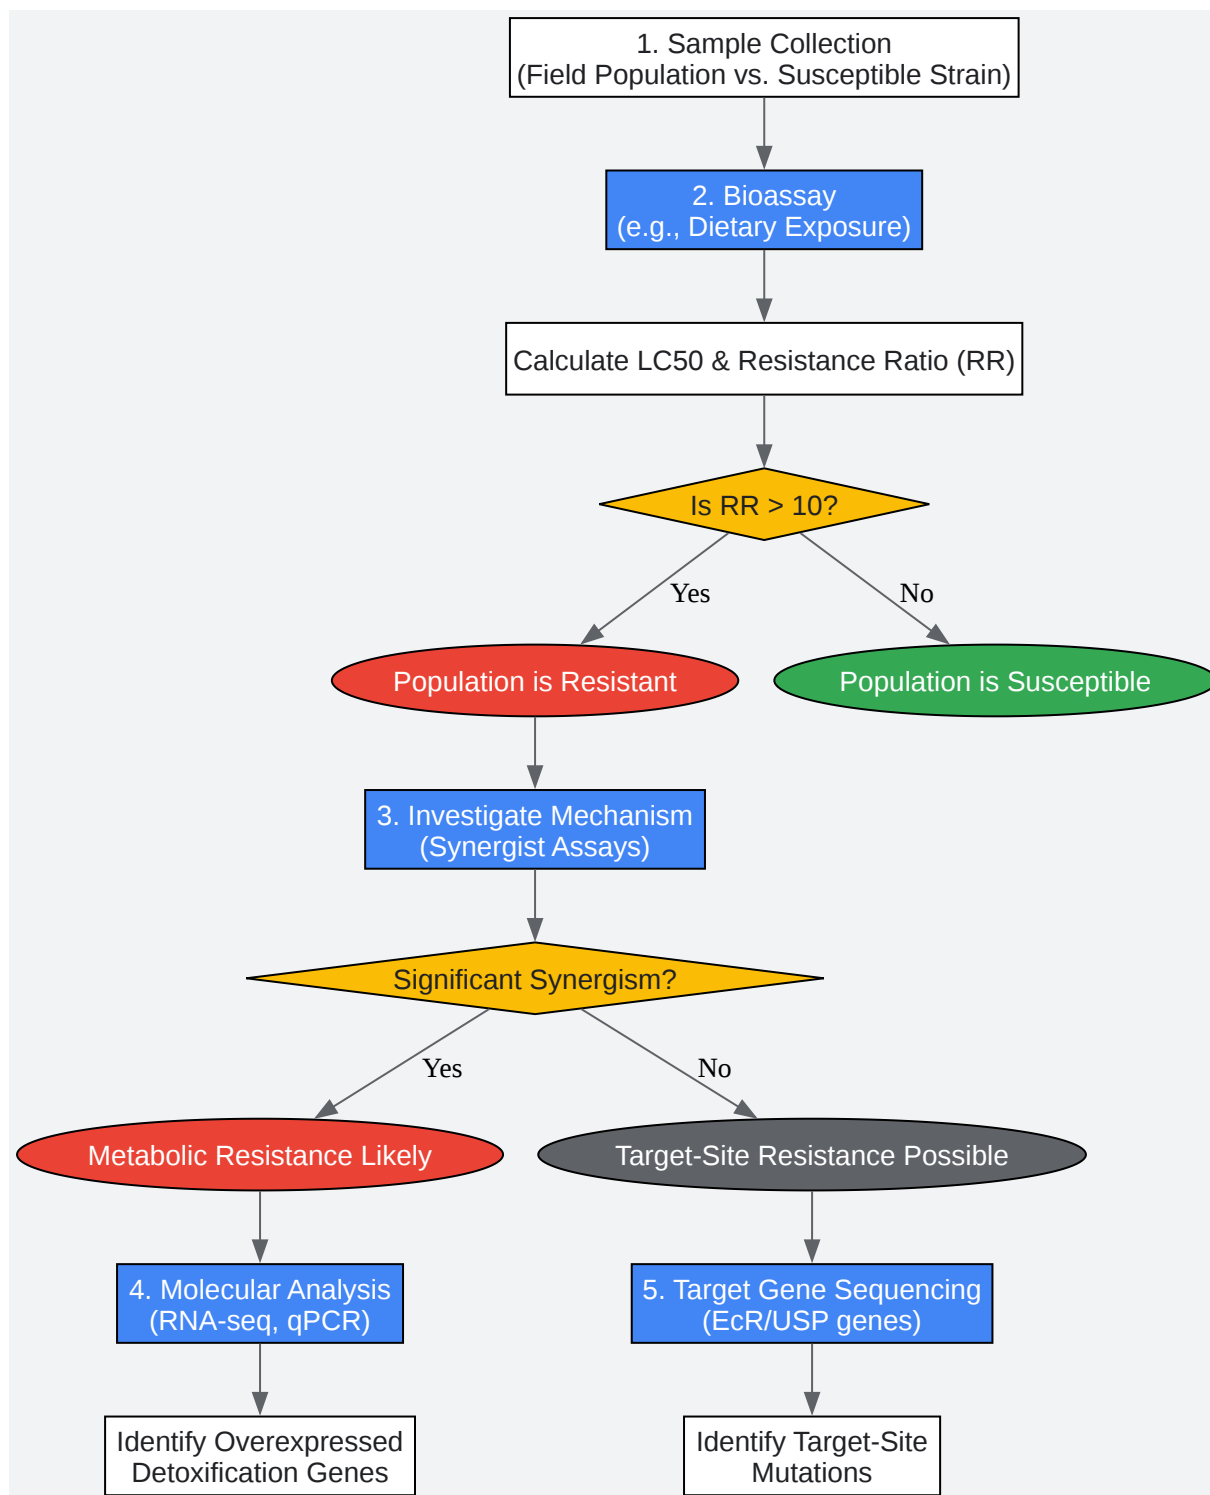 1. Sample Collection
(Field Population vs. Susceptible Strain)
2. Bioassay
(e.g., Dietary Exposure)
Calculate LC50 & Resistance Ratio (RR)
Is RR > 10?
Yes
No
Population is Resistant
Population is Susceptible
3. Investigate Mechanism
(Synergist Assays)
Significant Synergism?
Yes
No
Metabolic Resistance Likely
Target-Site Resistance Possible
4. Molecular Analysis
(RNA-seq, qPCR)
5. Target Gene Sequencing
(EcR/USP genes)
Identify Overexpressed
Detoxification Genes
Identify Target-Site
Mutations